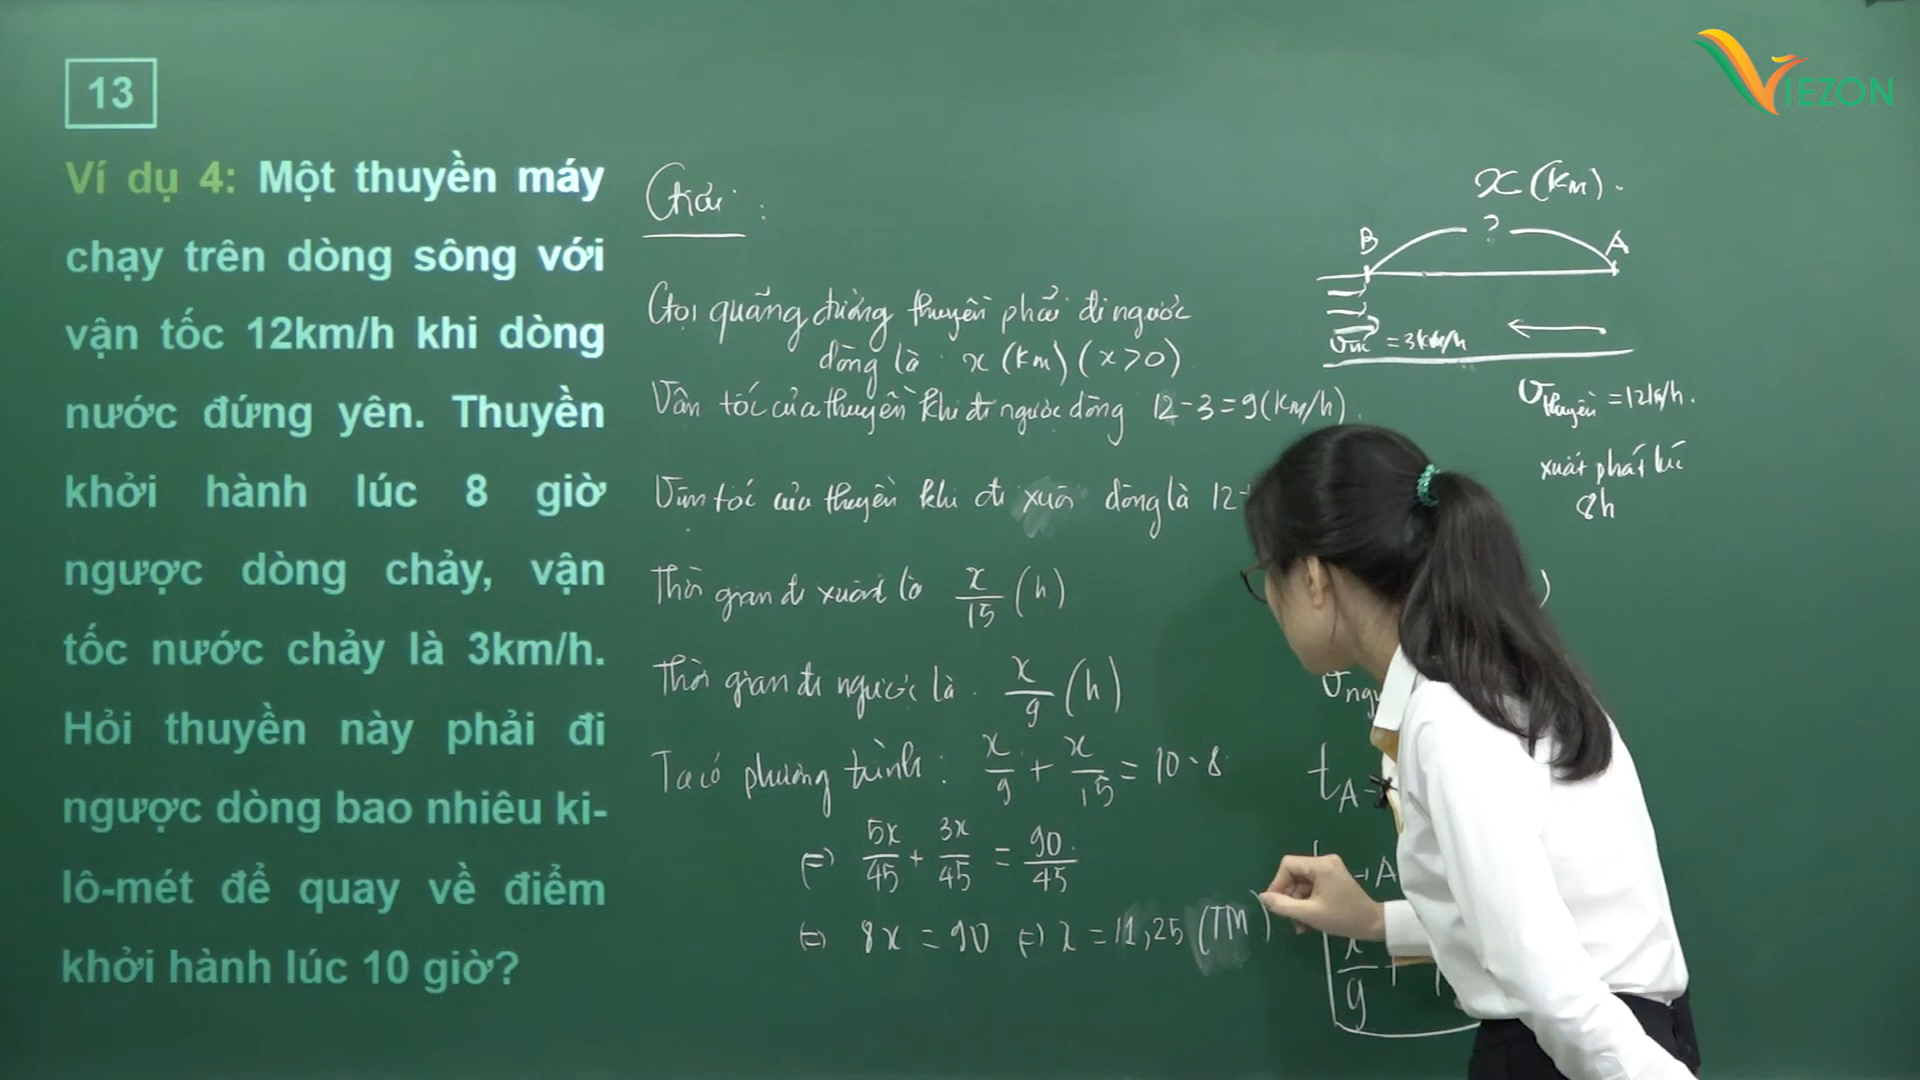 13
Ví dụ 4: Một thuyền máy
chạy trên dòng sông với
vận tốc 12km/h khi dòng
nước đứng yên. Thuyền
khởi hành lúc 8 giờ
ngược dòng chảy, vận
tốc nước chảy là 3km/h.
Hỏi thuyền này phải đi
ngược dòng bao nhiêu ki-
lô-mét để quay về điểm
khởi hành lúc 10 giờ?
Giải:
Gọi quãng đường thuyền phải đi ngược
dòng là x (km) (x>0)
Vận tốc của thuyền khi đi ngược dòng 12-3=9(km/h).
Vận tốc của thuyền khi đi xuôi dòng là 12+
Thời gian đi xuôi là x/15 (h)
Thời gian đi ngược là x/9 (h)
Ta có phương trình: x/9 + x/15 = 10-8
⇔ 5x/45 + 3x/45 = 90/45
⇔ 8x = 90 ⇔ x = 11,25 (TM)
VIEZON
x (km).
B ? A
= 3km/h
v thuyền = 12k/h.
xuất phát lúc
8h
)
v ngư
t A→
→A
x/9 +